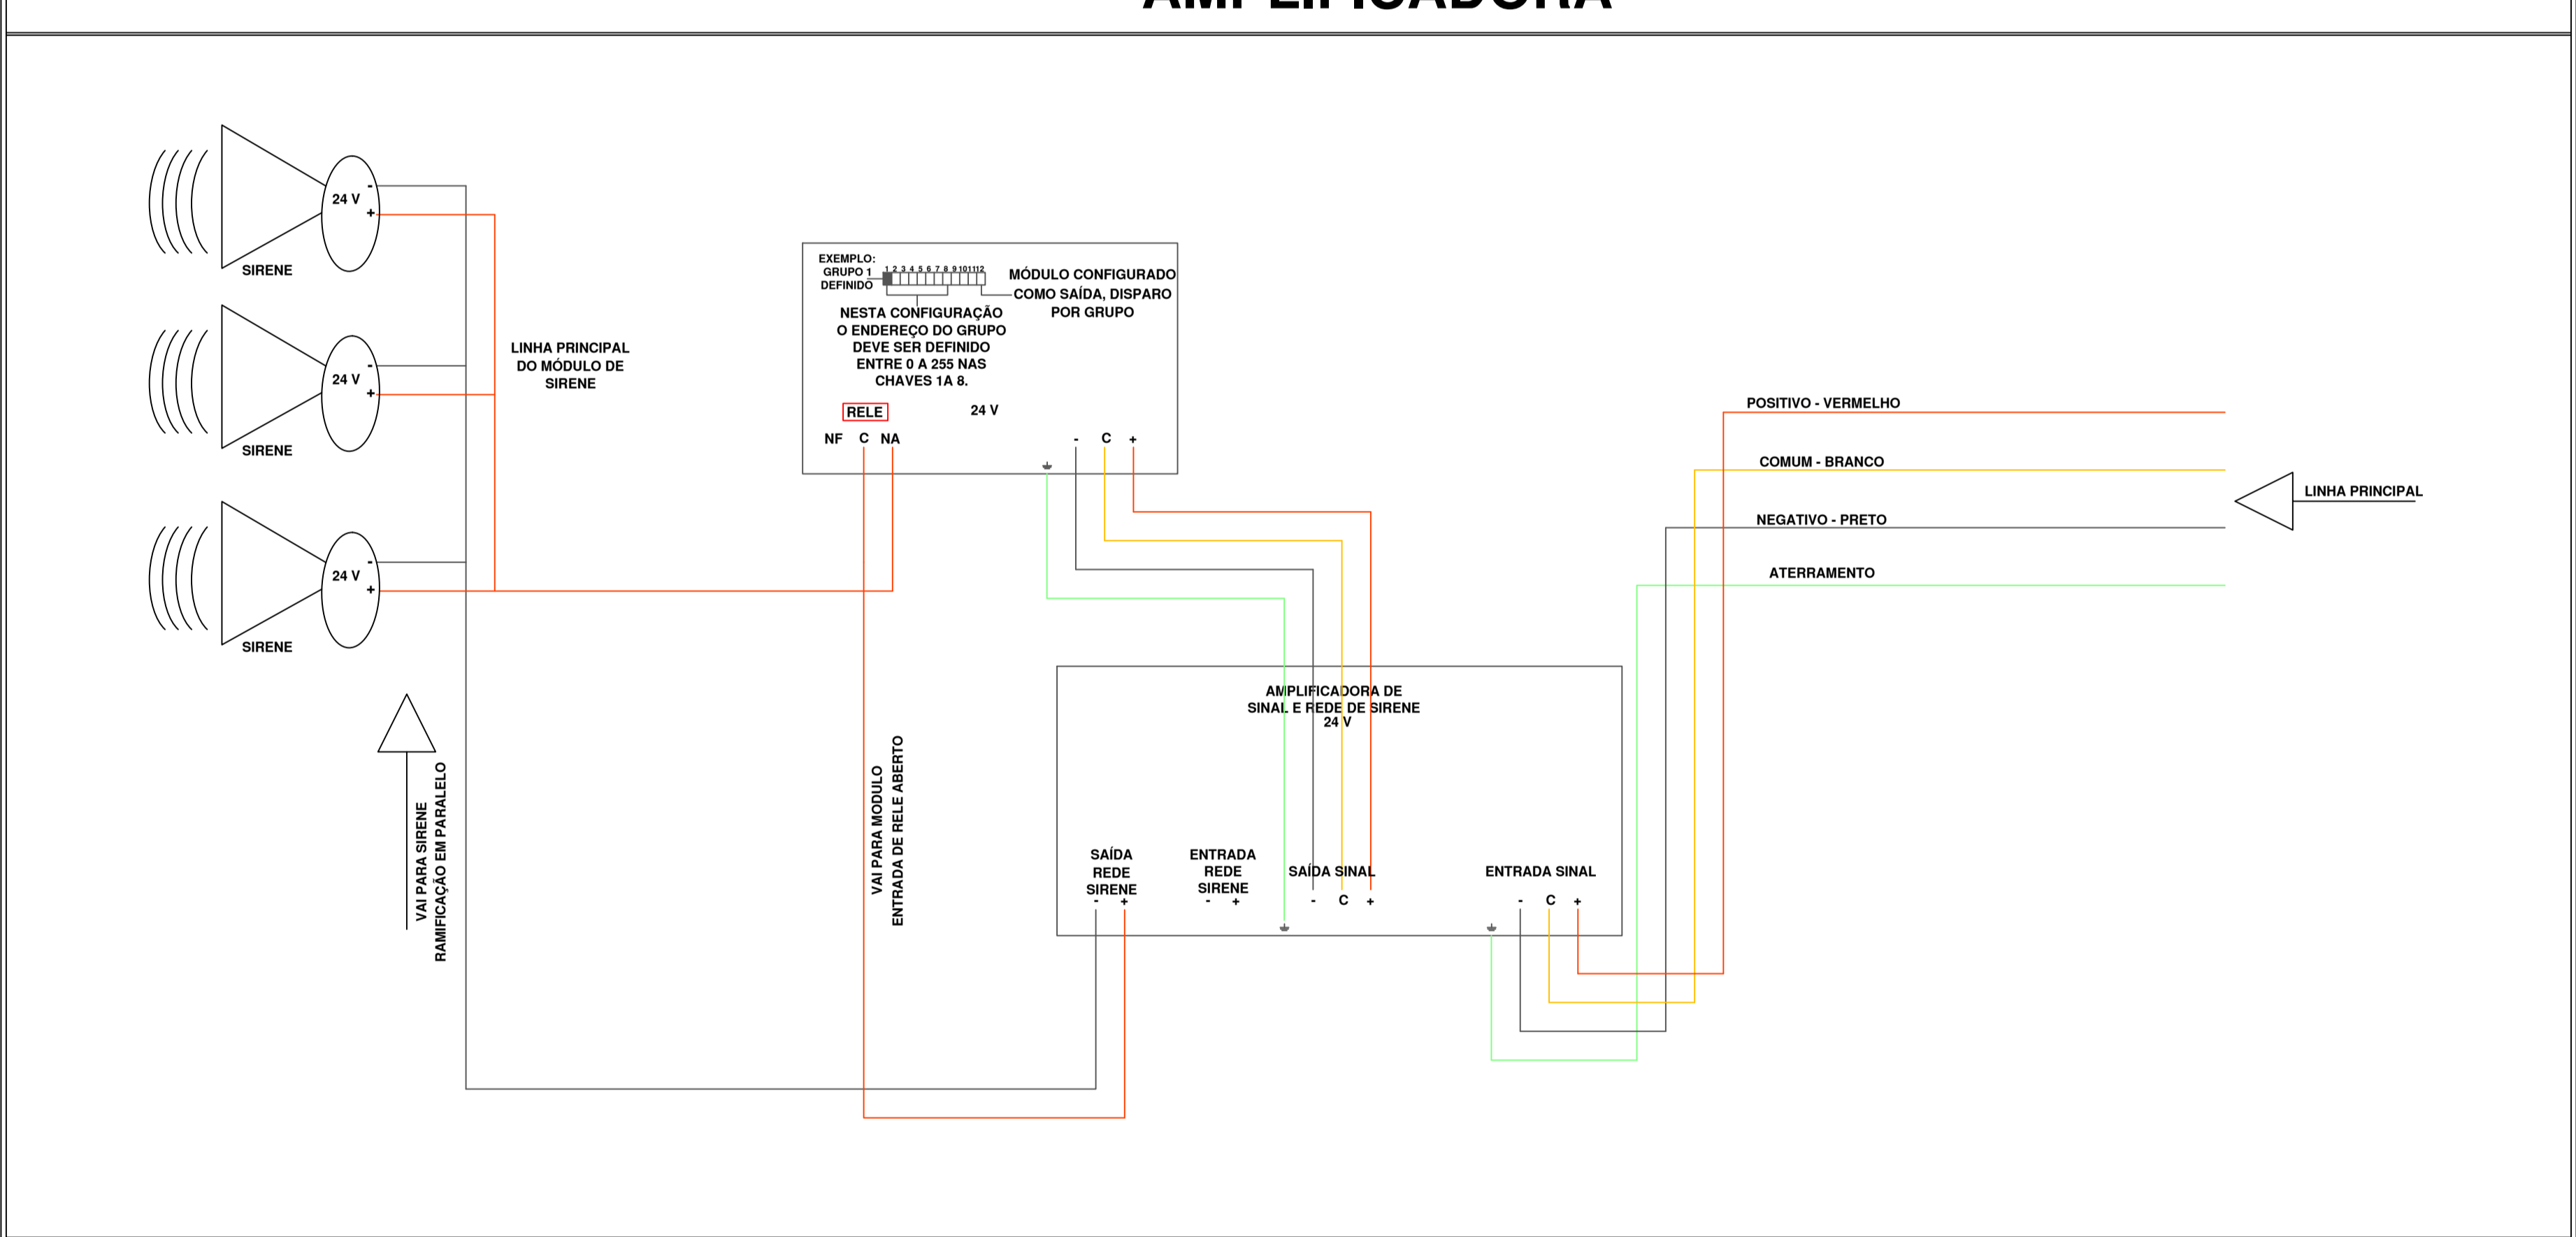 AMPLIFICADORA
24 V
-
+
SIRENE
24 V
-
+
SIRENE
24 V
-
+
SIRENE
LINHA PRINCIPAL
DO MÓDULO DE
SIRENE
VAI PARA SIRENE
RAMIFICAÇÃO EM PARALELO
EXEMPLO:
GRUPO 1
DEFINIDO
1 2 3 4 5 6 7 8 9 10 11 12
MÓDULO CONFIGURADO
COMO SAÍDA, DISPARO
POR GRUPO
NESTA CONFIGURAÇÃO
O ENDEREÇO DO GRUPO
DEVE SER DEFINIDO
ENTRE 0 A 255 NAS
CHAVES 1A 8.
RELE
24 V
NF C NA
- C +
VAI PARA MODULO
ENTRADA DE RELE ABERTO
AMPLIFICADORA DE
SINAL E REDE DE SIRENE
24 V
SAÍDA
REDE
SIRENE
- +
ENTRADA
REDE
SIRENE
- +
SAÍDA SINAL
- C +
ENTRADA SINAL
- C +
POSITIVO - VERMELHO
COMUM - BRANCO
NEGATIVO - PRETO
ATERRAMENTO
LINHA PRINCIPAL